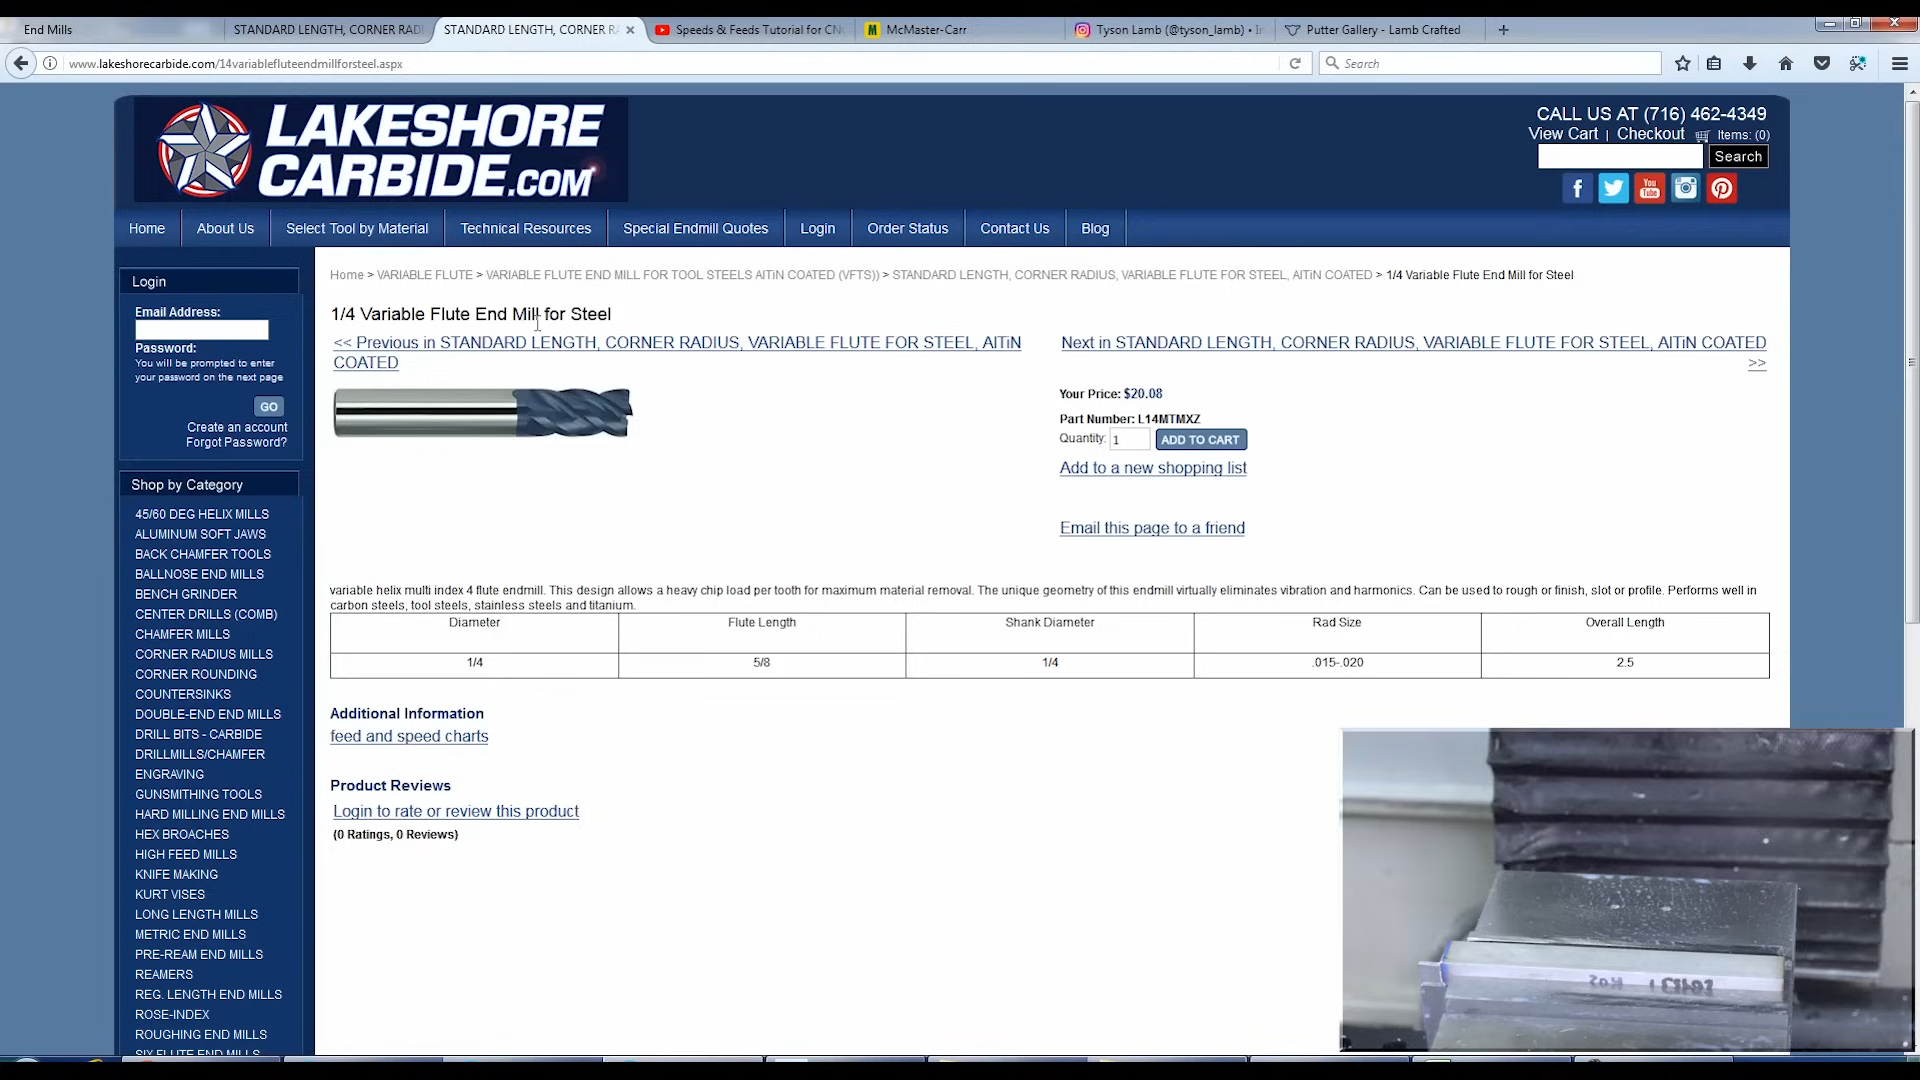 End Mills
STANDARD LENGTH, CORNER RADI
STANDARD LENGTH, CORNER RA
Speeds & Feeds Tutorial for CNC
McMaster-Carr
Tyson Lamb (@tyson_lamb) • In
Putter Gallery - Lamb Crafted
www.lakeshorecarbide.com/14variablefluteendmillforsteel.aspx
Search
LAKESHORE
CARBIDE.COM
CALL US AT (716) 462-4349
View Cart | Checkout Items: (0)
Search
You
Tube
Home
About Us
Select Tool by Material
Technical Resources
Special Endmill Quotes
Login
Order Status
Contact Us
Blog
Login
Email Address:
Password:
You will be prompted to enter
your password on the next page
GO
Create an account
Forgot Password?
Shop by Category
45/60 DEG HELIX MILLS
ALUMINUM SOFT JAWS
BACK CHAMFER TOOLS
BALLNOSE END MILLS
BENCH GRINDER
CENTER DRILLS (COMB)
CHAMFER MILLS
CORNER RADIUS MILLS
CORNER ROUNDING
COUNTERSINKS
DOUBLE-END END MILLS
DRILL BITS - CARBIDE
DRILLMILLS/CHAMFER
ENGRAVING
GUNSMITHING TOOLS
HARD MILLING END MILLS
HEX BROACHES
HIGH FEED MILLS
KNIFE MAKING
KURT VISES
LONG LENGTH MILLS
METRIC END MILLS
PRE-REAM END MILLS
REAMERS
REG. LENGTH END MILLS
ROSE-INDEX
ROUGHING END MILLS
SIX FLUTE END MILLS
Home > VARIABLE FLUTE > VARIABLE FLUTE END MILL FOR TOOL STEELS AlTiN COATED (VFTS)) > STANDARD LENGTH, CORNER RADIUS, VARIABLE FLUTE FOR STEEL, AlTiN COATED > 1/4 Variable Flute End Mill for Steel
1/4 Variable Flute End Mill for Steel
<< Previous in STANDARD LENGTH, CORNER RADIUS, VARIABLE FLUTE FOR STEEL, AlTiN
COATED
Next in STANDARD LENGTH, CORNER RADIUS, VARIABLE FLUTE FOR STEEL, AlTiN COATED
>>
Your Price: $20.08
Part Number: L14MTMXZ
Quantity: 1 ADD TO CART
Add to a new shopping list
Email this page to a friend
variable helix multi index 4 flute endmill. This design allows a heavy chip load per tooth for maximum material removal. The unique geometry of this endmill virtually eliminates vibration and harmonics. Can be used to rough or finish, slot or profile. Performs well in
carbon steels, tool steels, stainless steels and titanium.
Diameter Flute Length Shank Diameter Rad Size Overall Length
1/4 5/8 1/4 .015-.020 2.5
Additional Information
feed and speed charts
Product Reviews
Login to rate or review this product
(0 Ratings, 0 Reviews)